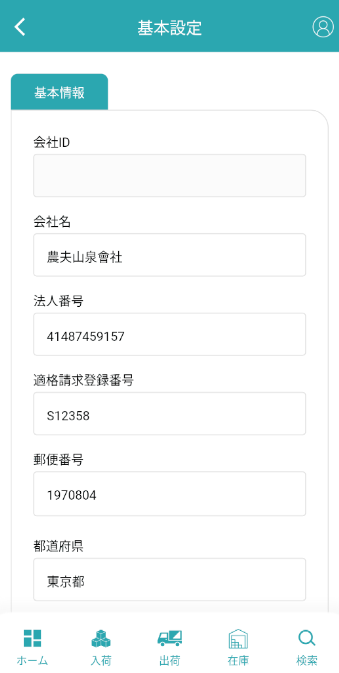 基本設定
基本情報
会社ID
会社名
農夫山泉會社
法人番号
41487459157
適格請求登録番号
S12358
郵便番号
1970804
都道府県
東京都
ホーム
入荷
出荷
在庫
検索